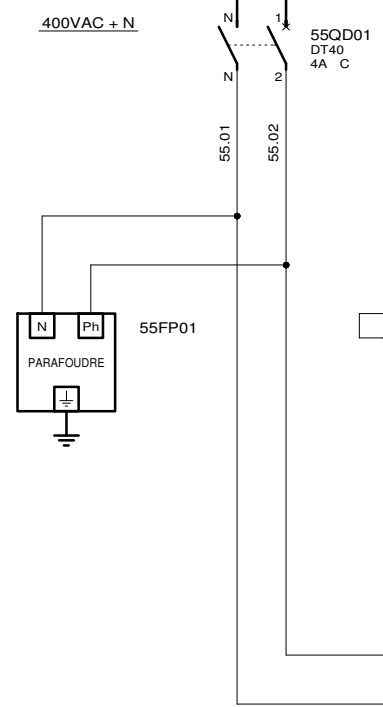 400VAC + N
N 1
55QD01
DT40
4A C
N 2
55.01 55.02
N Ph
55FP01
PARAFOUDRE